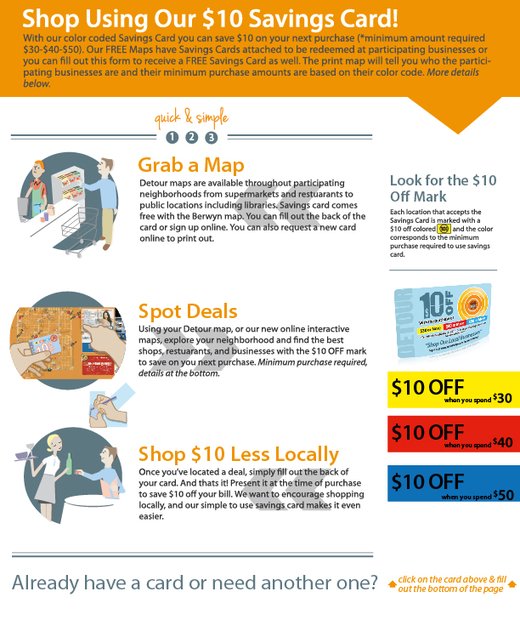 Shop Using Our $10 Savings Card!
With our color coded Savings Card you can save $10 on your next purchase (*minimum amount required
$30-$40-$50). Our FREE Maps have Savings Cards attached to be redeemed at participating businesses or
you can fill out this form to receive a FREE Savings Card as well. The print map will tell you who the partici-
pating businesses are and their minimum purchase amounts are based on their color code. More details
below.
quick & simple
1 2 3
Grab a Map
Detour maps are available throughout participating
neighborhoods from supermarkets and restuarants to
public locations including libraries. Savings card comes
free with the Berwyn map. You can fill out the back of the
card or sign up online. You can also request a new card
online to print out.
Look for the $10
Off Mark
Each location that accepts the
Savings Card is marked with a
$10 off colored and the color
corresponds to the minimum
purchase required to use savings
card.
Spot Deals
Using your Detour map, or our new online interactive
maps, explore your neighborhood and find the best
shops, restuarants, and businesses with the $10 OFF mark
to save on you next purchase. Minimum purchase required,
details at the bottom.
DETOUR
10 OFF
"Shop Our Local Businesses"
$10 OFF
when you spend $30
$10 OFF
when you spend $40
$10 OFF
when you spend $50
Shop $10 Less Locally
Once you've located a deal, simply fill out the back of
your card. And thats it! Present it at the time of purchase
to save $10 off your bill. We want to encourage shopping
locally, and our simple to use savings card makes it even
easier.
Already have a card or need another one?
click on the card above & fill
out the bottom of the page